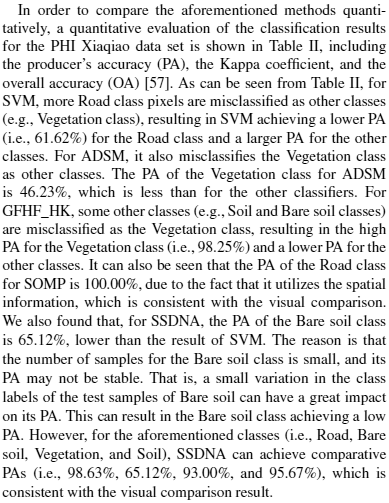 In order to compare the aforementioned methods quanti-
tatively, a quantitative evaluation of the classification results
for the PHI Xiaqiao data set is shown in Table II, including
the producer's accuracy (PA), the Kappa coefficient, and the
overall accuracy (OA) [57]. As can be seen from Table II, for
SVM, more Road class pixels are misclassified as other classes
(e.g., Vegetation class), resulting in SVM achieving a lower PA
(i.e., 61.62%) for the Road class and a larger PA for the other
classes. For ADSM, it also misclassifies the Vegetation class
as other classes. The PA of the Vegetation class for ADSM
is 46.23%, which is less than for the other classifiers. For
GFHF_HK, some other classes (e.g., Soil and Bare soil classes)
are misclassified as the Vegetation class, resulting in the high
PA for the Vegetation class (i.e., 98.25%) and a lower PA for the
other classes. It can also be seen that the PA of the Road class
for SOMP is 100.00%, due to the fact that it utilizes the spatial
information, which is consistent with the visual comparison.
We also found that, for SSDNA, the PA of the Bare soil class
is 65.12%, lower than the result of SVM. The reason is that
the number of samples for the Bare soil class is small, and its
PA may not be stable. That is, a small variation in the class
labels of the test samples of Bare soil can have a great impact
on its PA. This can result in the Bare soil class achieving a low
PA. However, for the aforementioned classes (i.e., Road, Bare
soil, Vegetation, and Soil), SSDNA can achieve comparative
PAs (i.e., 98.63%, 65.12%, 93.00%, and 95.67%), which is
consistent with the visual comparison result.